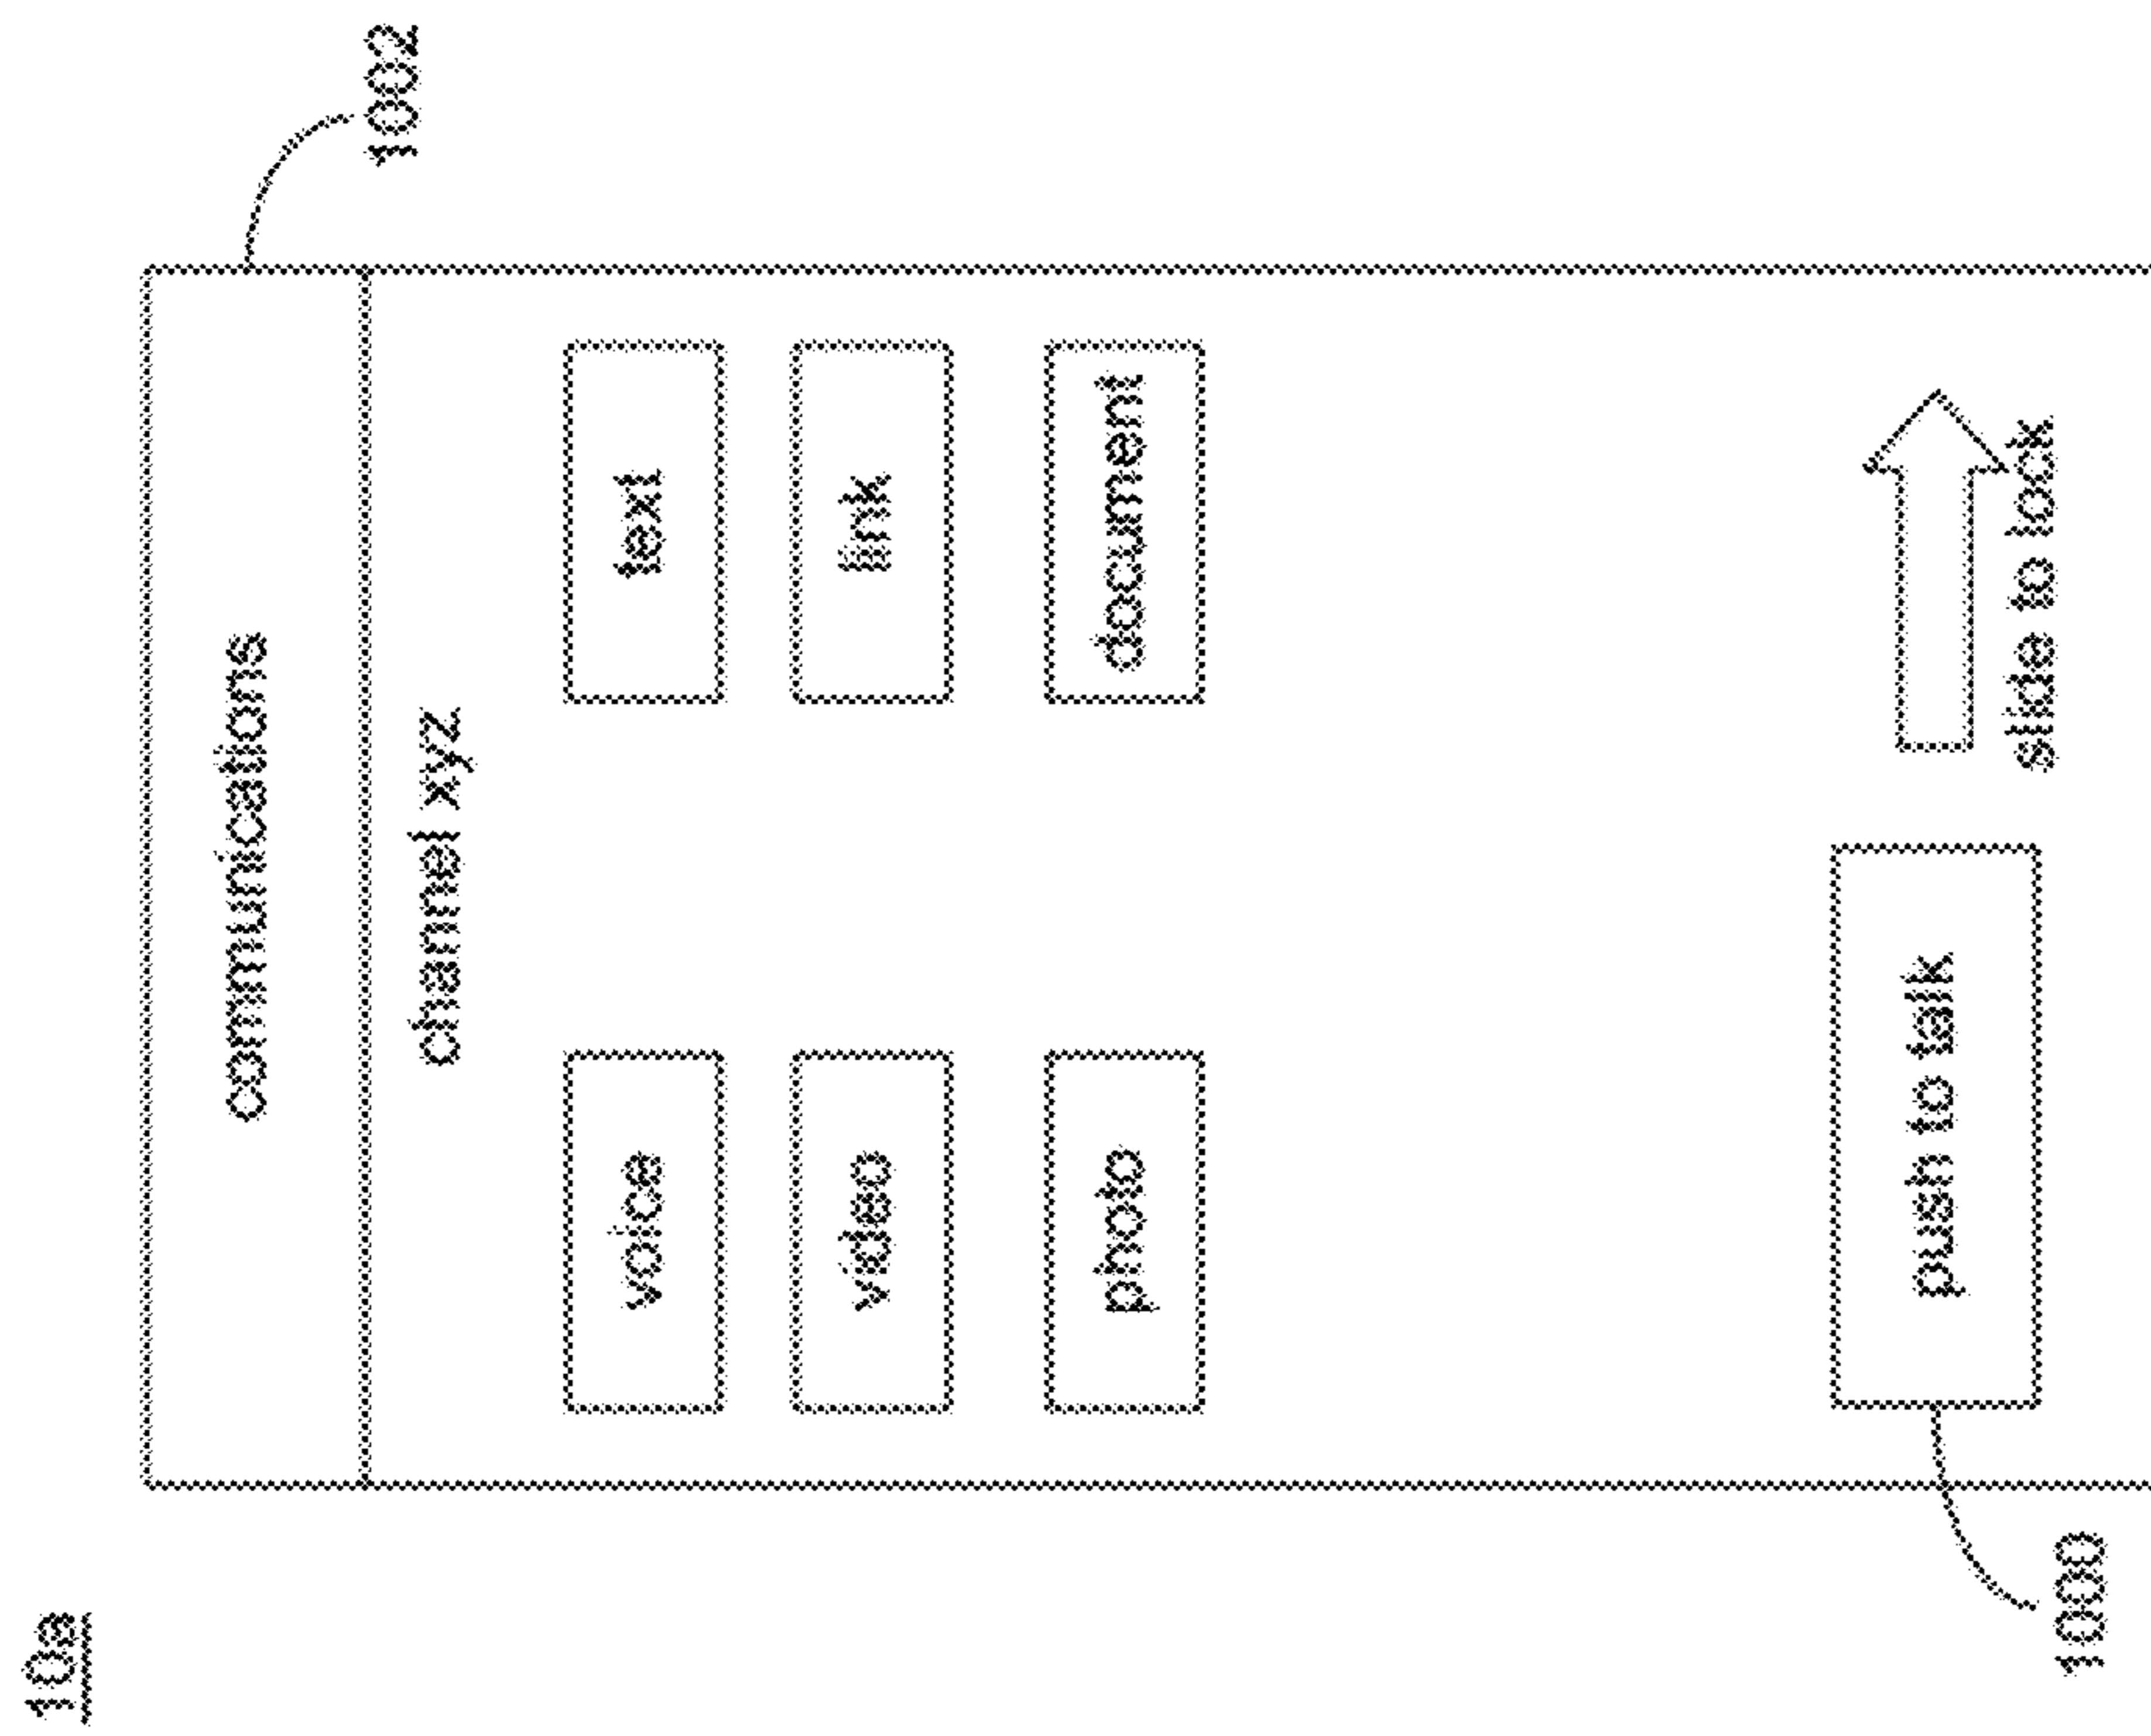 10a
1002
communications
channel xyz
voice text
video link
photo document
push to talk
slide to lock
1000